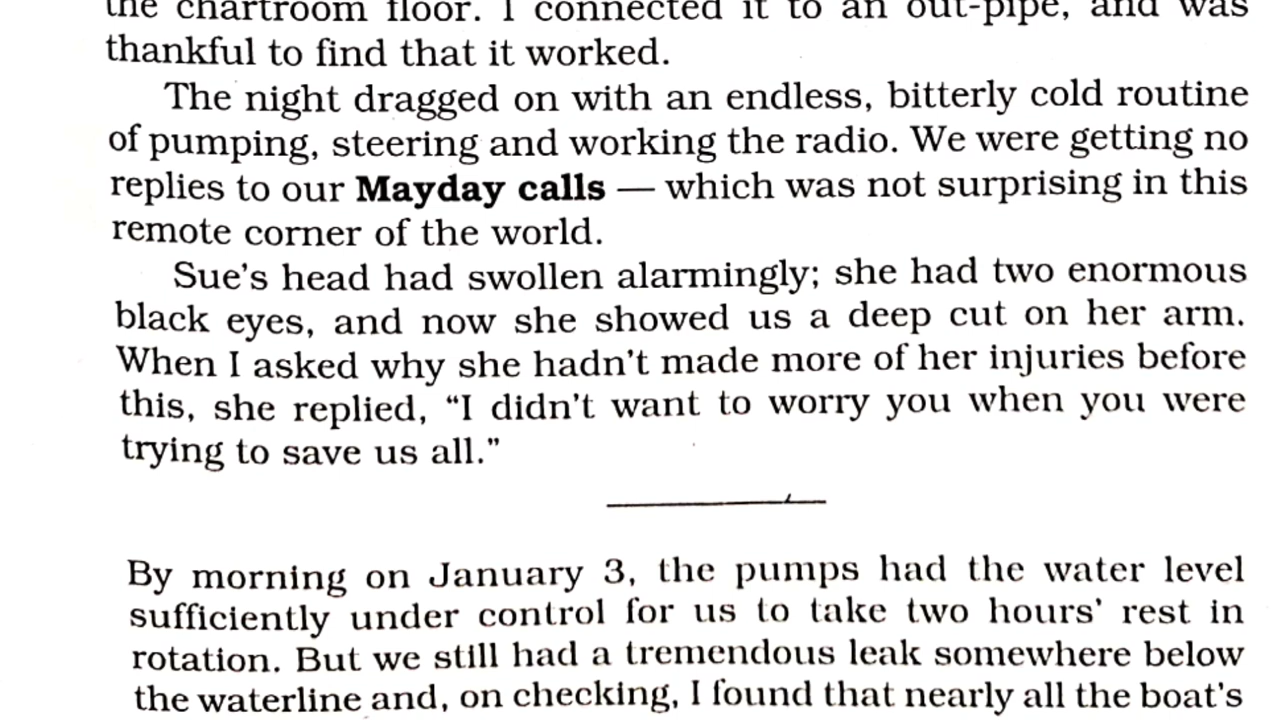 the chartroom floor. I connected it to an out-pipe, and was
thankful to find that it worked.
The night dragged on with an endless, bitterly cold routine
of pumping, steering and working the radio. We were getting no
replies to our Mayday calls — which was not surprising in this
remote corner of the world.
Sue's head had swollen alarmingly; she had two enormous
black eyes, and now she showed us a deep cut on her arm.
When I asked why she hadn't made more of her injuries before
this, she replied, “I didn't want to worry you when you were
trying to save us all.”
By morning on January 3, the pumps had the water level
sufficiently under control for us to take two hours' rest in
rotation. But we still had a tremendous leak somewhere below
the waterline and, on checking, I found that nearly all the boat's